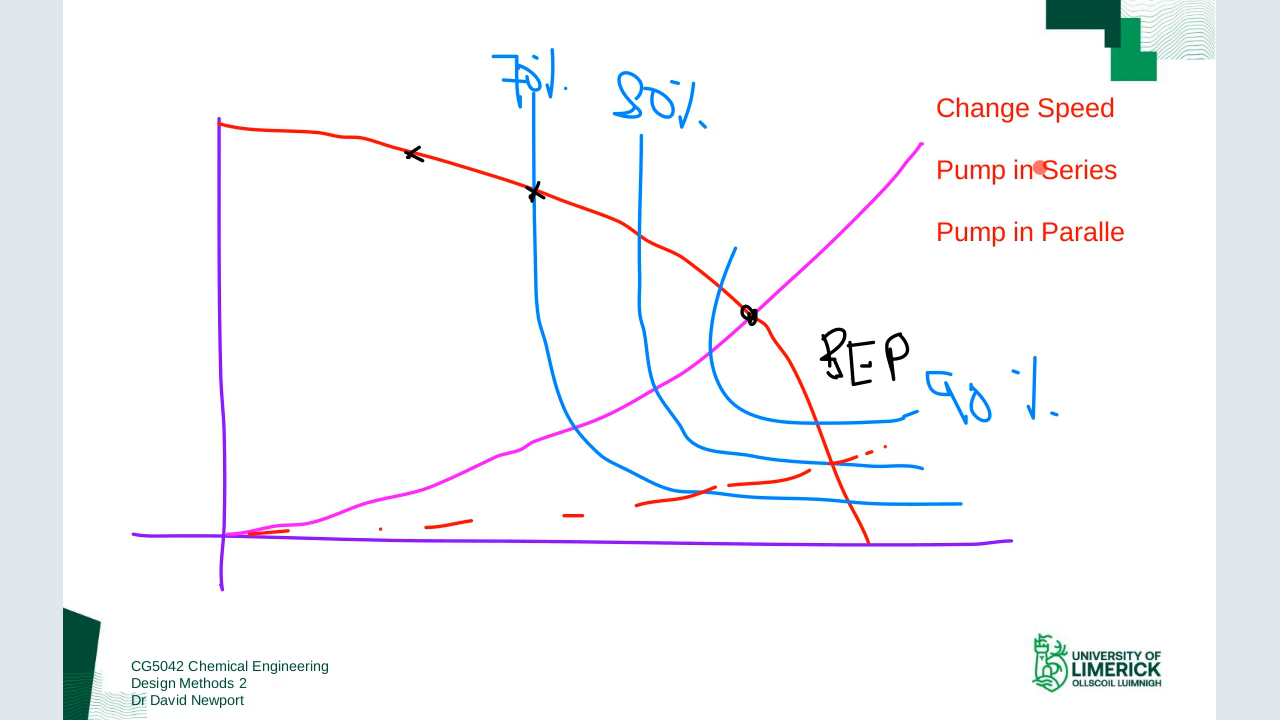 70%.
80%.
Change Speed
Pump in Series
Pump in Paralle
BEP
90%.
CG5042 Chemical Engineering
Design Methods 2
Dr David Newport
UNIVERSITY OF
LIMERICK
OLLSCOIL LUIMNIGH